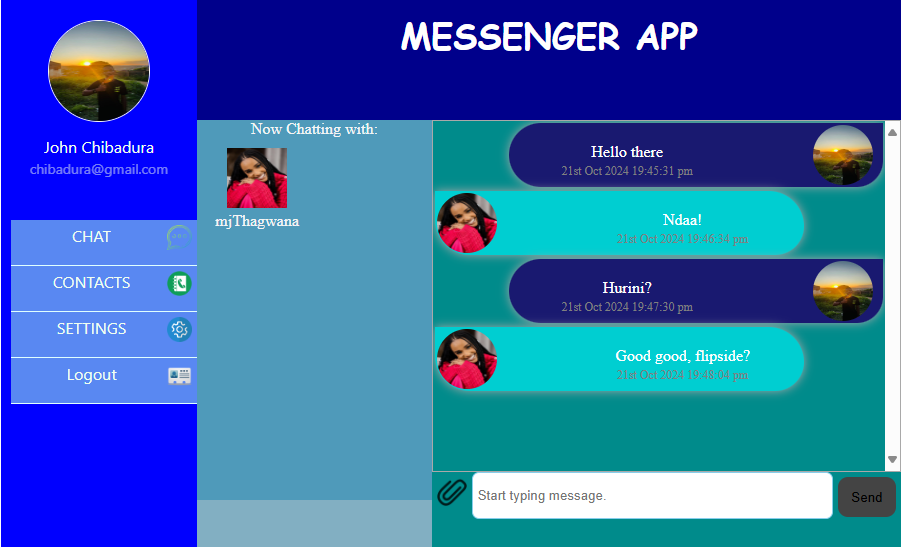 MESSENGER APP
John Chibadura
chibadura@gmail.com
CHAT
CONTACTS
SETTINGS
Logout
Now Chatting with:
mjThagwana
Hello there
21st Oct 2024 19:45:31 pm
Ndaa!
21st Oct 2024 19:46:34 pm
Hurini?
21st Oct 2024 19:47:30 pm
Good good, flipside?
21st Oct 2024 19:48:04 pm
Start typing message.
Send